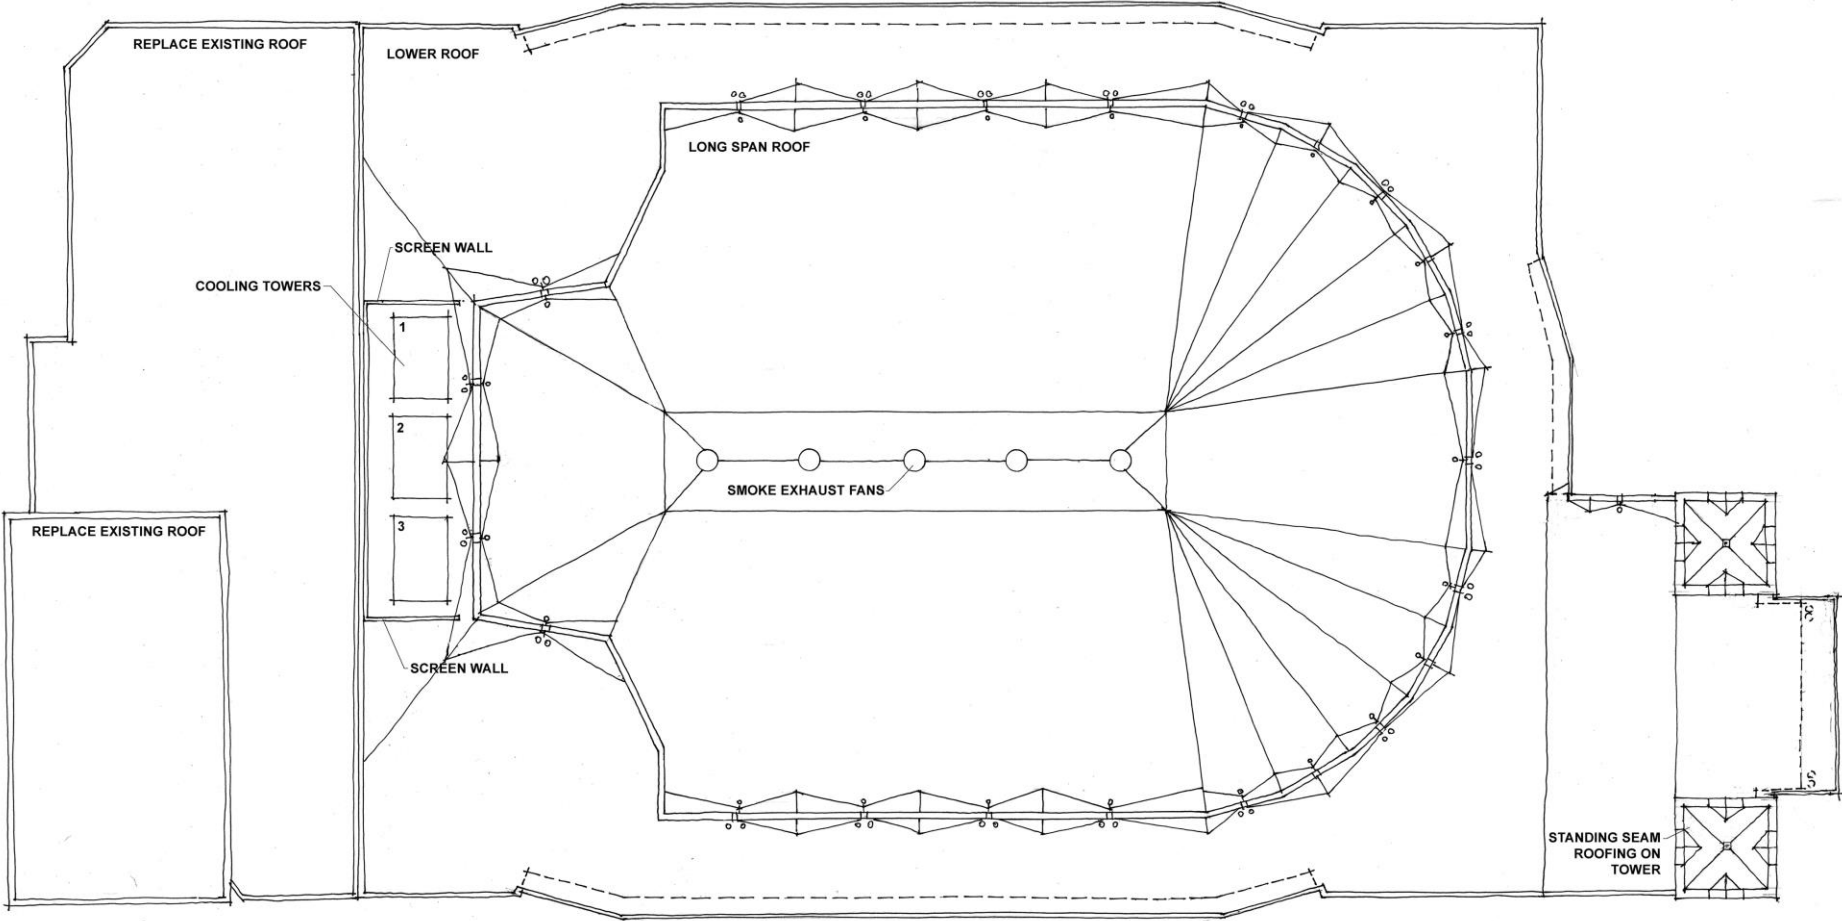 REPLACE EXISTING ROOF
LOWER ROOF
LONG SPAN ROOF
SCREEN WALL
COOLING TOWERS
1
2
3
SMOKE EXHAUST FANS
REPLACE EXISTING ROOF
SCREEN WALL
STANDING SEAM
ROOFING ON
TOWER